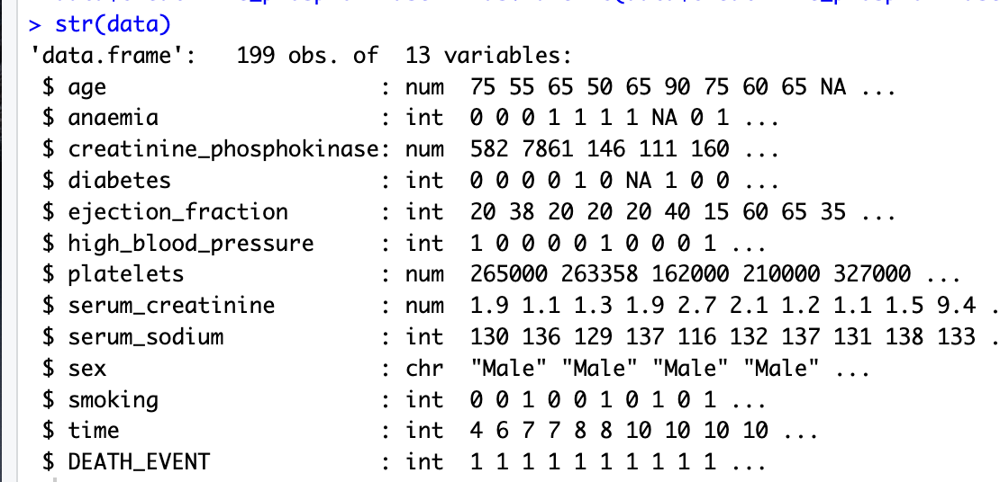 > str(data)
'data.frame':   199 obs. of  13 variables:
 $ age                     : num  75 55 65 50 65 90 75 60 65 NA ...
 $ anaemia                 : int  0 0 0 1 1 1 1 NA 0 1 ...
 $ creatinine_phosphokinase: num  582 7861 146 111 160 ...
 $ diabetes                : int  0 0 0 0 1 0 NA 1 0 0 ...
 $ ejection_fraction       : int  20 38 20 20 20 40 15 60 65 35 ...
 $ high_blood_pressure     : int  1 0 0 0 0 1 0 0 0 1 ...
 $ platelets               : num  265000 263358 162000 210000 327000 ...
 $ serum_creatinine        : num  1.9 1.1 1.3 1.9 2.7 2.1 1.2 1.1 1.5 9.4 .
 $ serum_sodium            : int  130 136 129 137 116 132 137 131 138 133 .
 $ sex                     : chr  "Male" "Male" "Male" "Male" ...
 $ smoking                 : int  0 0 1 0 0 1 0 1 0 1 ...
 $ time                    : int  4 6 7 7 8 8 10 10 10 10 ...
 $ DEATH_EVENT             : int  1 1 1 1 1 1 1 1 1 1 ...